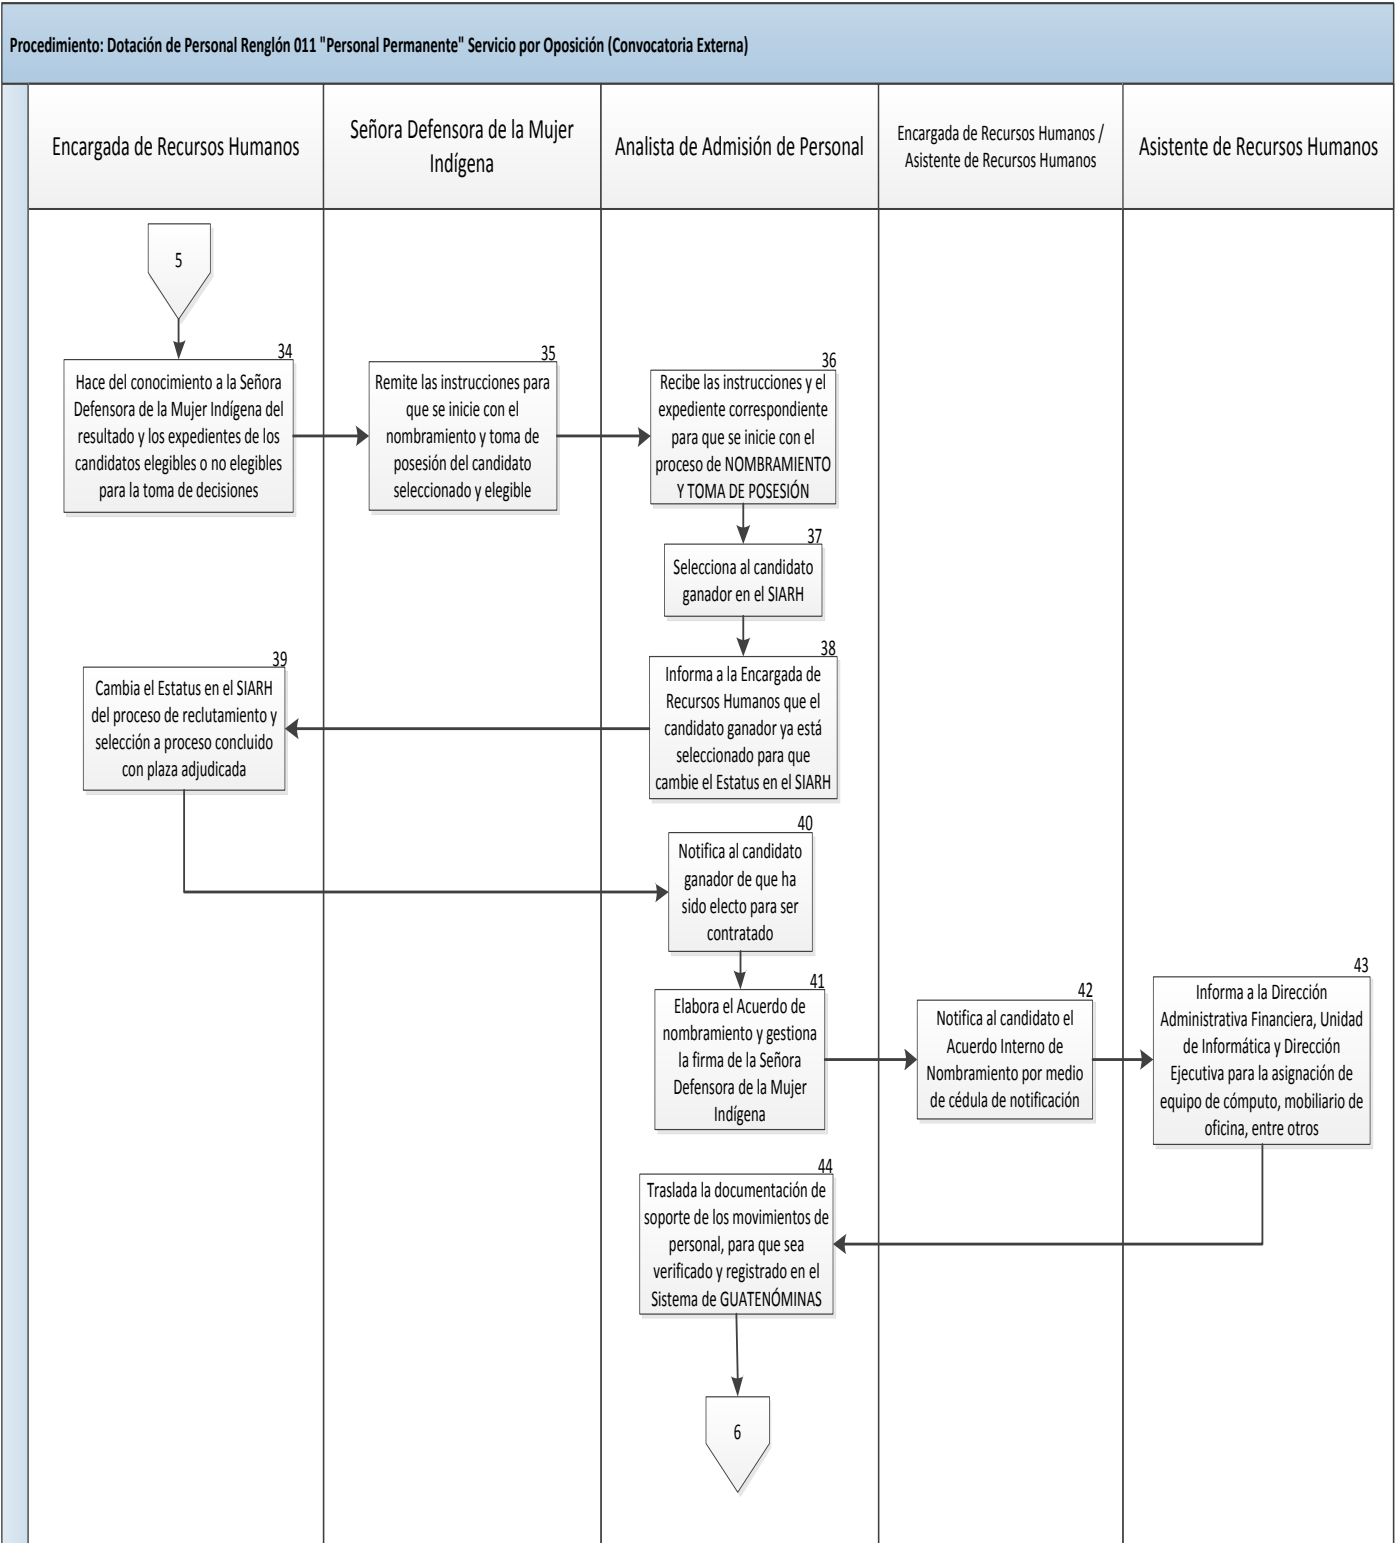 Procedimiento: Dotación de Personal Renglón 011 "Personal Permanente" Servicio por Oposición (Convocatoria Externa)
Encargada de Recursos Humanos
Señora Defensora de la Mujer
Indígena
Analista de Admisión de Personal
Encargada de Recursos Humanos /
Asistente de Recursos Humanos
Asistente de Recursos Humanos
5
34
Hace del conocimiento a la Señora
Defensora de la Mujer Indígena del
resultado y los expedientes de los
candidatos elegibles o no elegibles
para la toma de decisiones
35
Remite las instrucciones para
que se inicie con el
nombramiento y toma de
posesión del candidato
seleccionado y elegible
36
Recibe las instrucciones y el
expediente correspondiente
para que se inicie con el
proceso de NOMBRAMIENTO
Y TOMA DE POSESIÓN
37
Selecciona al candidato
ganador en el SIARH
38
Informa a la Encargada de
Recursos Humanos que el
candidato ganador ya está
seleccionado para que
cambie el Estatus en el SIARH
39
Cambia el Estatus en el SIARH
del proceso de reclutamiento y
selección a proceso concluido
con plaza adjudicada
40
Notifica al candidato
ganador de que ha
sido electo para ser
contratado
41
Elabora el Acuerdo de
nombramiento y gestiona
la firma de la Señora
Defensora de la Mujer
Indígena
42
Notifica al candidato el
Acuerdo Interno de
Nombramiento por medio
de cédula de notificación
43
Informa a la Dirección
Administrativa Financiera, Unidad
de Informática y Dirección
Ejecutiva para la asignación de
equipo de cómputo, mobiliario de
oficina, entre otros
44
Traslada la documentación de
soporte de los movimientos de
personal, para que sea
verificado y registrado en el
Sistema de GUATENÓMINAS
6